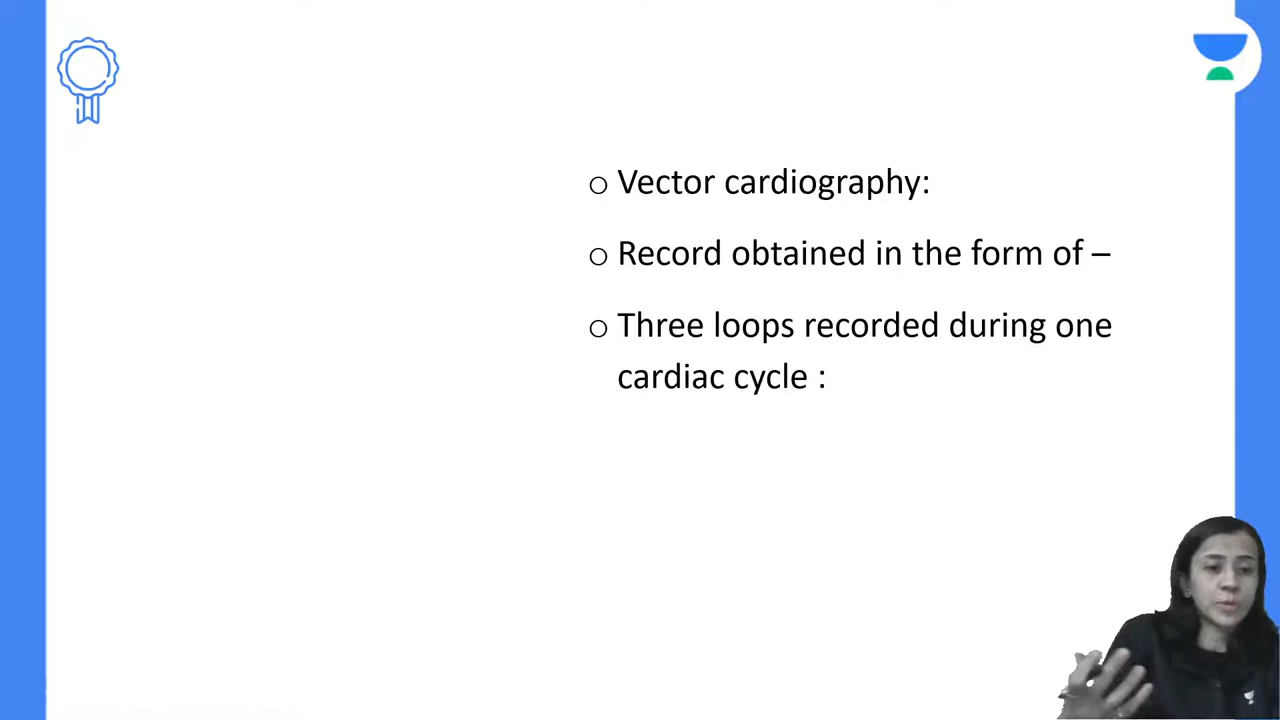 ○ Vector cardiography:
○ Record obtained in the form of –
○ Three loops recorded during one
cardiac cycle :